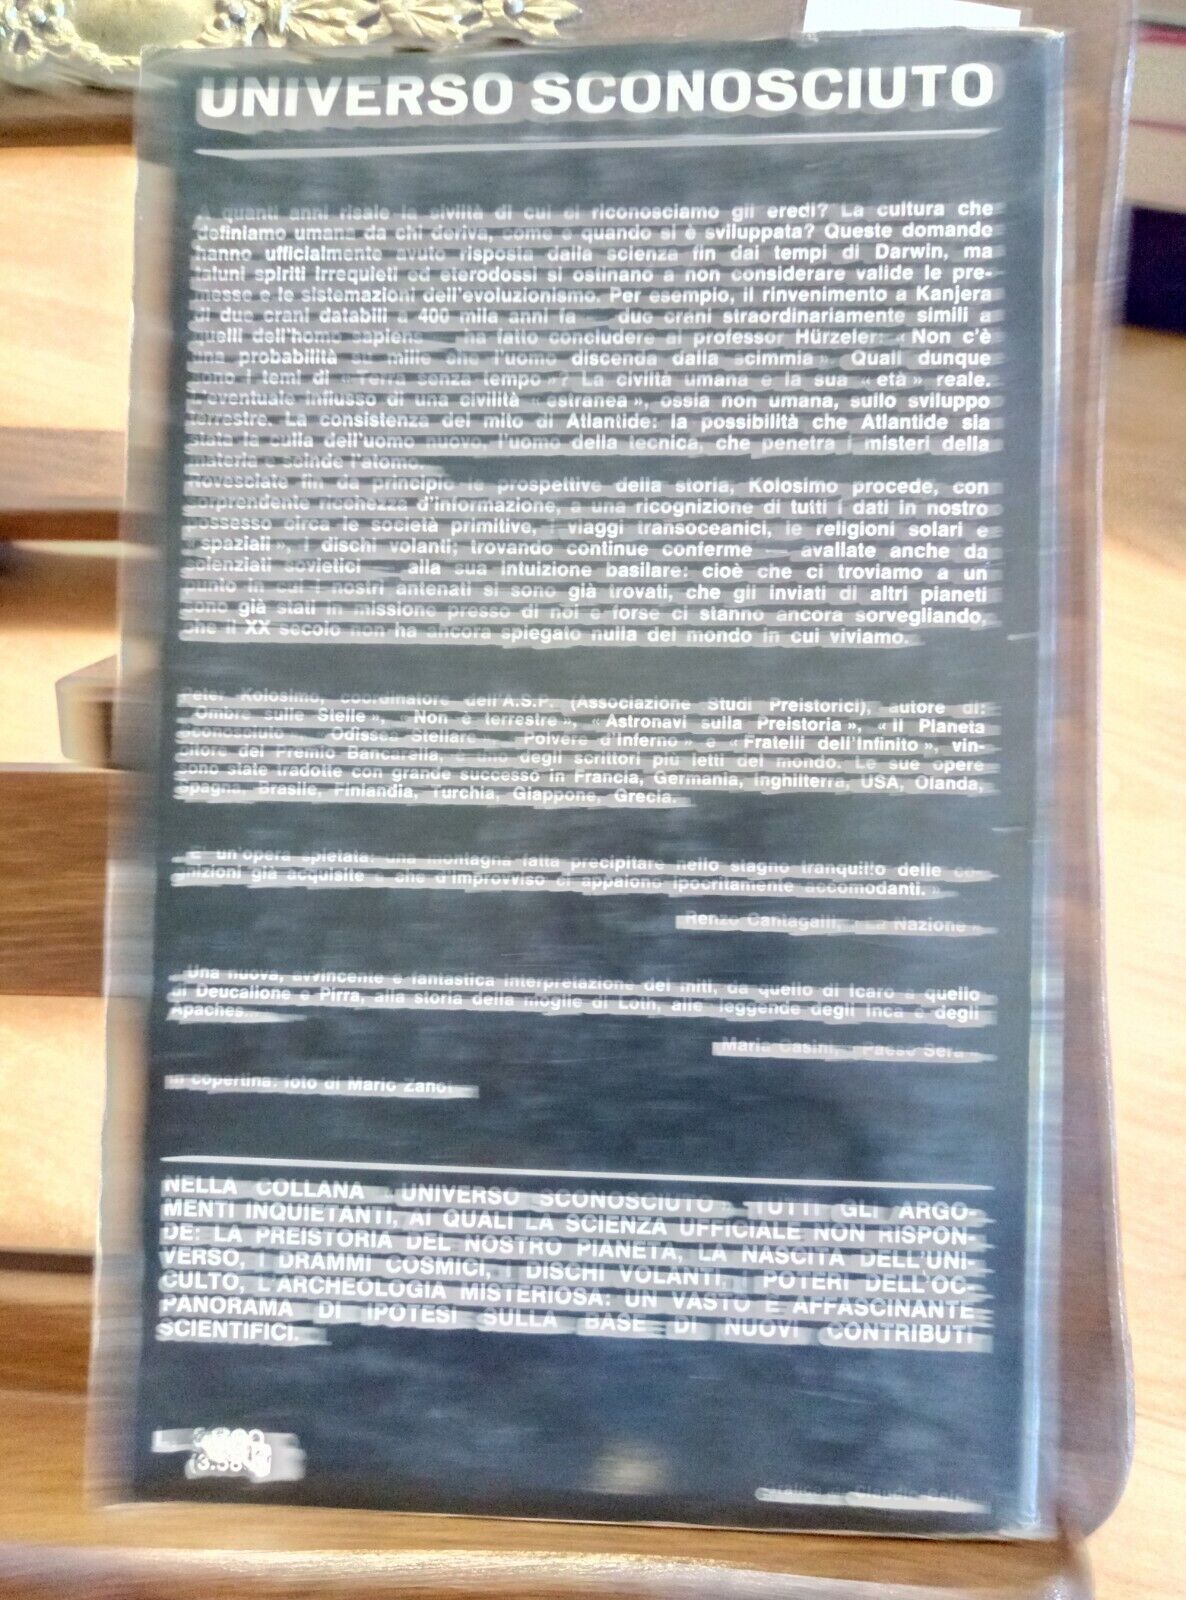 UNIVERSO SCONOSCIUTO
A quanti anni risale la civiltà di cui ci riconosciamo gli eredi? La cultura che
definiamo umana da chi deriva, come e quando si è sviluppata? Queste domande
hanno ufficialmente avuto risposta dalla scienza fin dai tempi di Darwin, ma
taluni spiriti irrequieti ed eterodossi si ostinano a non considerare valide le pre-
messe e le sistemazioni dell'evoluzionismo. Per esempio, il rinvenimento a Kanjera
di due crani databili a 400 mila anni fa — due crani straordinariamente simili a
quelli dell'homo sapiens — ha fatto concludere al professor Hürzeler: « Non c'è
una probabilità su mille che l'uomo discenda dalla scimmia ». Quali dunque
sono i temi di « Terra senza tempo »? La civiltà umana e la sua « età » reale.
L'eventuale influsso di una civiltà « estranea », ossia non umana, sullo sviluppo
terrestre. La consistenza del mito di Atlantide: la possibilità che Atlantide sia
stata la culla dell'uomo nuovo, l'uomo della tecnica, che penetra i misteri della
materia e scinde l'atomo.
Rovesciate fin da principio le prospettive della storia, Kolosimo procede, con
sorprendente ricchezza d'informazione, a una ricognizione di tutti i dati in nostro
possesso circa le società primitive, i viaggi transoceanici, le religioni solari e
« spaziali », i dischi volanti; trovando continue conferme — avallate anche da
scienziati sovietici — alla sua intuizione basilare: cioè che ci troviamo a un
punto in cui i nostri antenati si sono già trovati, che gli inviati di altri pianeti
sono già stati in missione presso di noi e forse ci stanno ancora sorvegliando,
che il XX secolo non ha ancora spiegato nulla del mondo in cui viviamo.
Peter Kolosimo, coordinatore dell'A.S.P. (Associazione Studi Preistorici), autore di:
« Ombre sulle Stelle », « Non è terrestre », « Astronavi sulla Preistoria », « Il Pianeta
Sconosciuto », « Odissea Stellare », « Polvere d'Inferno » e « Fratelli dell'Infinito », vin-
citore del Premio Bancarella, è uno degli scrittori più letti del mondo. Le sue opere
sono state tradotte con grande successo in Francia, Germania, Inghilterra, USA, Olanda,
Spagna, Brasile, Finlandia, Turchia, Giappone, Grecia.
« E' un'opera spietata: una montagna fatta precipitare nello stagno tranquillo delle co-
gnizioni già acquisite e che d'improvviso ci appaiono ipocritamente accomodanti. »
Renzo Cantagalli, « La Nazione »
« Una nuova, avvincente e fantastica interpretazione dei miti, da quello di Icaro a quello
di Deucalione e Pirra, alla storia della moglie di Loth, alle leggende degli Inca e degli
Apaches... »
Maria Casini, « Paese Sera »
In copertina: foto di Mario Zanot
NELLA COLLANA « UNIVERSO SCONOSCIUTO » TUTTI GLI ARGO-
MENTI INQUIETANTI, AI QUALI LA SCIENZA UFFICIALE NON RISPON-
DE: LA PREISTORIA DEL NOSTRO PIANETA, LA NASCITA DELL'UNI-
VERSO, I DRAMMI COSMICI, I DISCHI VOLANTI, I POTERI DELL'OC-
CULTO, L'ARCHEOLOGIA MISTERIOSA: UN VASTO E AFFASCINANTE
PANORAMA DI IPOTESI SULLA BASE DI NUOVI CONTRIBUTI
SCIENTIFICI.